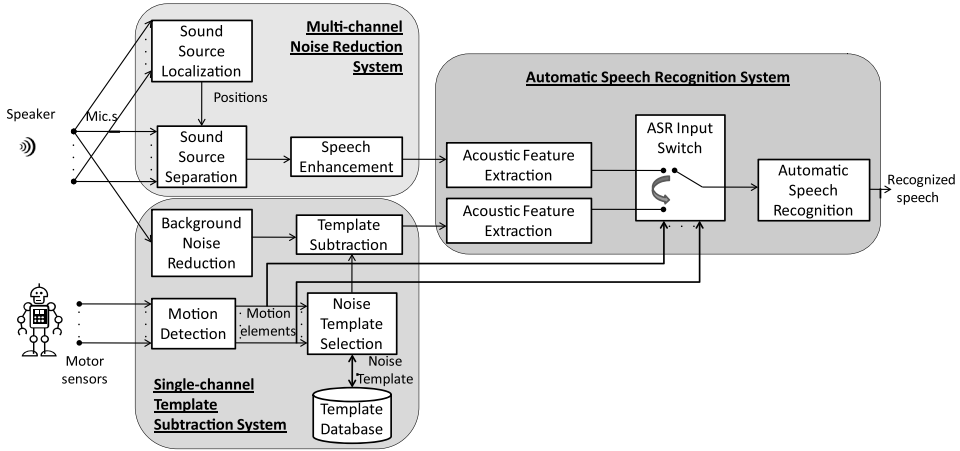 Multi-channel
Noise Reduction
System
Sound
Source
Localization
Positions
Speaker
Mic.s
Sound
Source
Separation
Speech
Enhancement
Automatic Speech Recognition System
Acoustic Feature
Extraction
Acoustic Feature
Extraction
ASR Input
Switch
Automatic
Speech
Recognition
Recognized
speech
Background
Noise
Reduction
Template
Subtraction
Motion
Detection
Motion
elements
Noise
Template
Selection
Noise
Template
Template
Database
Motor
sensors
Single-channel
Template
Subtraction System